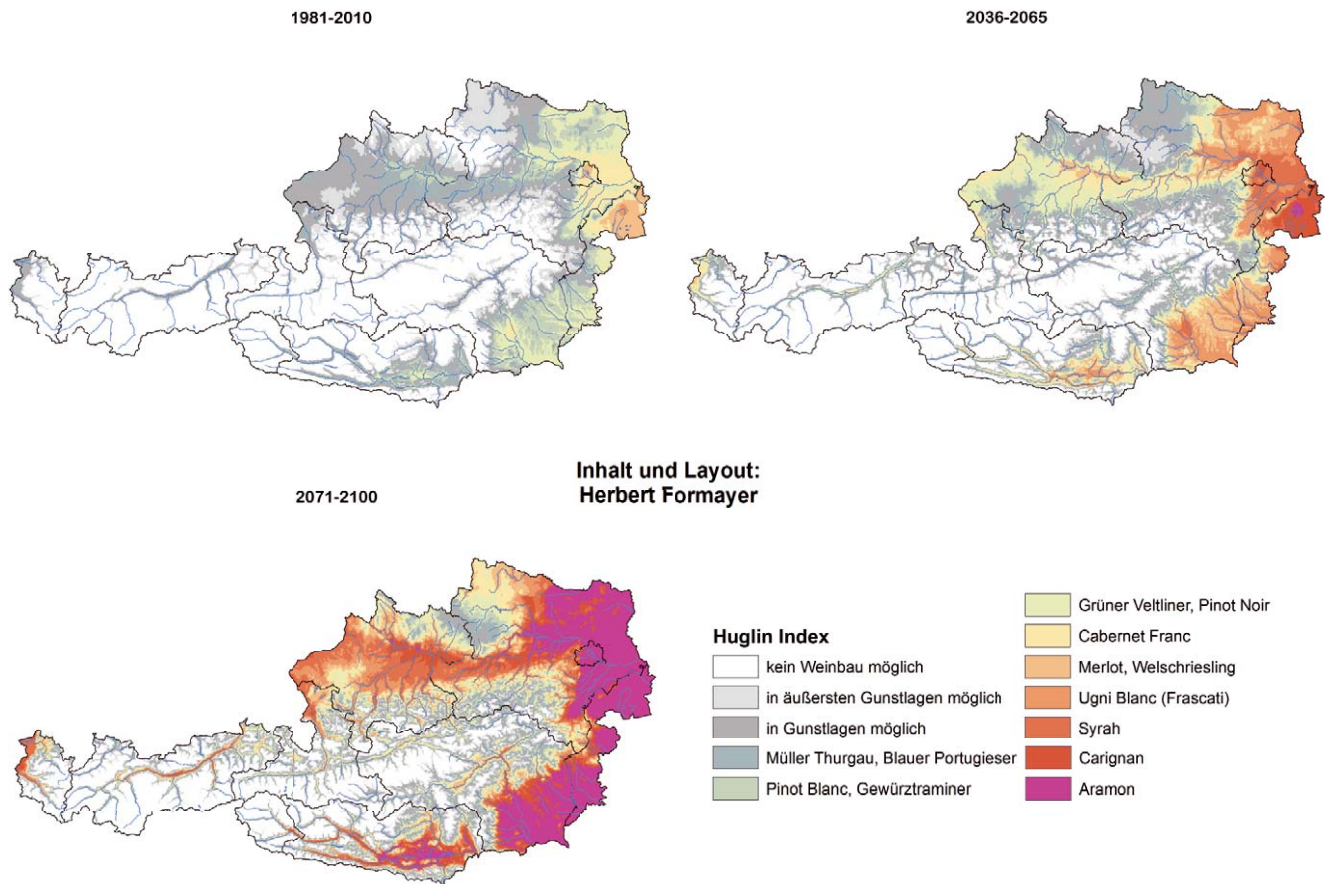 1981-2010
2036-2065
Inhalt und Layout:
Herbert Formayer
2071-2100
Huglin Index
kein Weinbau möglich
in äußersten Gunstlagen möglich
in Gunstlagen möglich
Müller Thurgau, Blauer Portugieser
Pinot Blanc, Gewürztraminer
Grüner Veltliner, Pinot Noir
Cabernet Franc
Merlot, Welschriesling
Ugni Blanc (Frascati)
Syrah
Carignan
Aramon